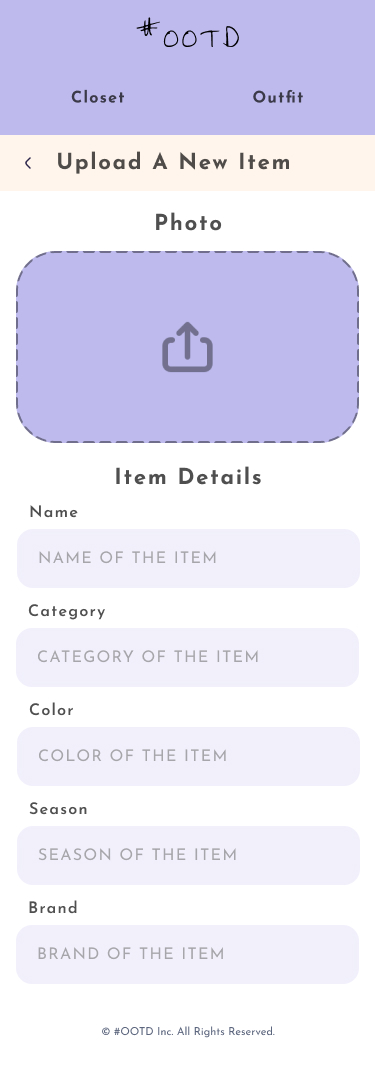 #OOTD
Closet Outfit
Upload A New Item
Photo
Item Details
Name
NAME OF THE ITEM
Category
CATEGORY OF THE ITEM
Color
COLOR OF THE ITEM
Season
SEASON OF THE ITEM
Brand
BRAND OF THE ITEM
© #OOTD Inc. All Rights Reserved.